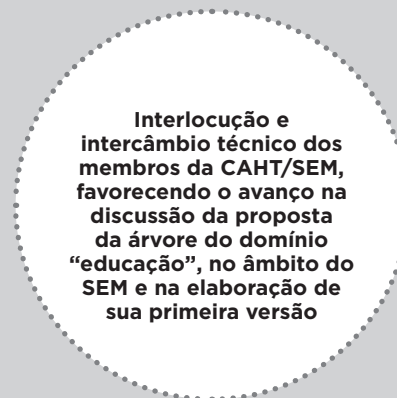 Interlocução e
intercâmbio técnico dos
membros da CAHT/SEM,
favorecendo o avanço na
discussão da proposta
da árvore do domínio
“educação”, no âmbito do
SEM e na elaboração de
sua primeira versão